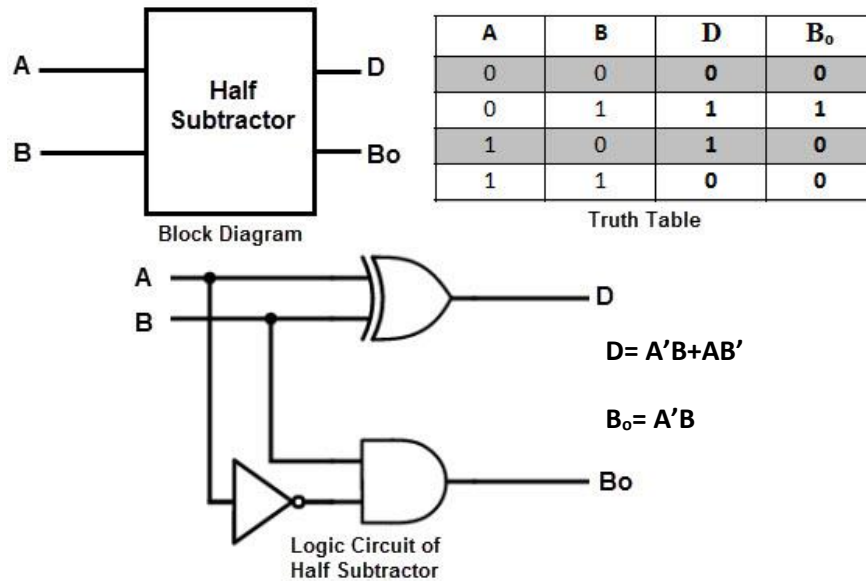 A
B
Half
Subtractor
D
Bo
Block Diagram
A B D Bₒ
0 0 0 0
0 1 1 1
1 0 1 0
1 1 0 0
Truth Table
A
B
D
D= A’B+AB’
Bₒ= A’B
Bo
Logic Circuit of
Half Subtractor